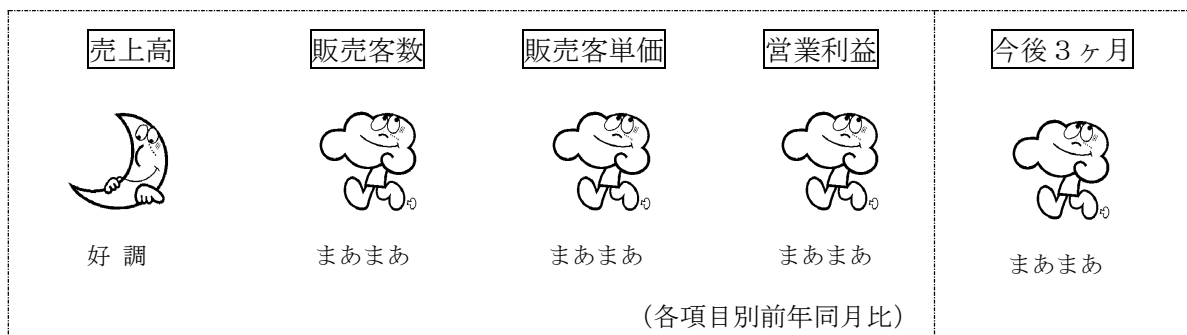 売上高 販売客数 販売客単価 営業利益 今後３ヶ月
好 調 まあまあ まあまあ まあまあ まあまあ
（各項目別前年同月比）